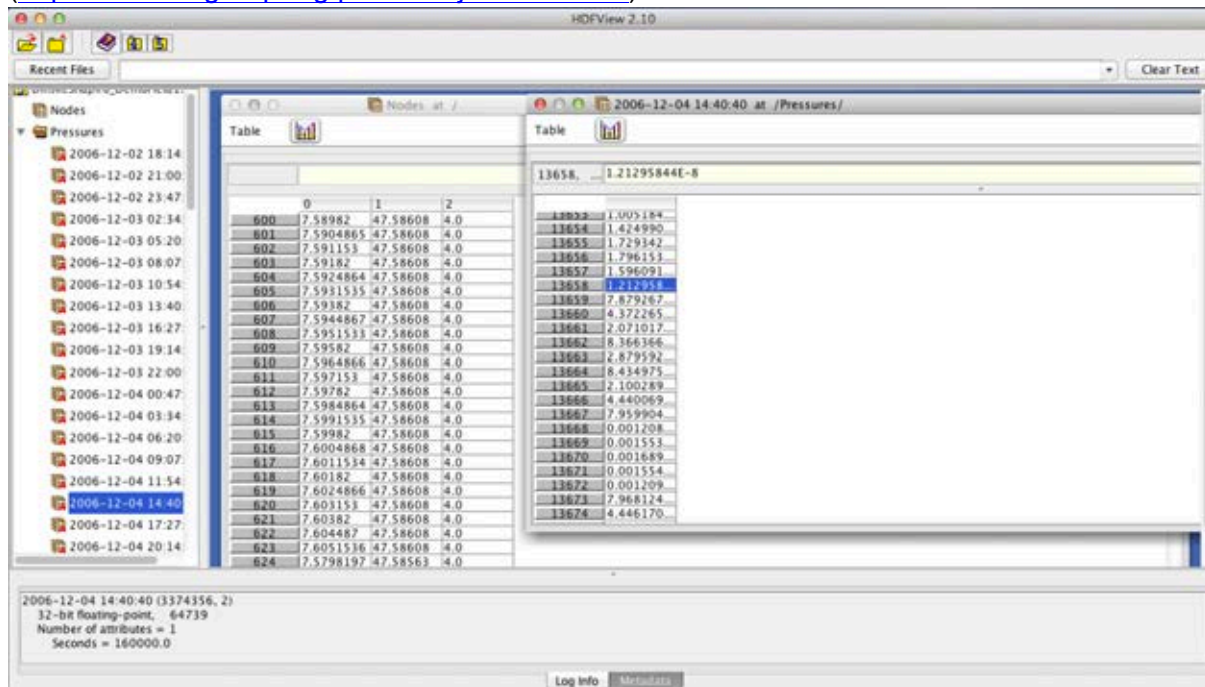 HDFView 2.10
Recent Files
Clear Text
Nodes
Pressures
2006-12-02 18:14
2006-12-02 21:00
2006-12-02 23:47
2006-12-03 02:34
2006-12-03 05:20
2006-12-03 08:07
2006-12-03 10:54
2006-12-03 13:40
2006-12-03 16:27
2006-12-03 19:14
2006-12-03 22:00
2006-12-04 00:47
2006-12-04 03:34
2006-12-04 06:20
2006-12-04 09:07
2006-12-04 11:54
2006-12-04 14:40
2006-12-04 17:27
2006-12-04 20:14
Nodes at /
Table
0 1 2
600 7.58982 47.58608 4.0
601 7.5904865 47.58608 4.0
602 7.591153 47.58608 4.0
603 7.59182 47.58608 4.0
604 7.5924864 47.58608 4.0
605 7.5931535 47.58608 4.0
606 7.59382 47.58608 4.0
607 7.5944867 47.58608 4.0
608 7.5951533 47.58608 4.0
609 7.59582 47.58608 4.0
610 7.5964866 47.58608 4.0
611 7.597153 47.58608 4.0
612 7.59782 47.58608 4.0
613 7.5984864 47.58608 4.0
614 7.5991535 47.58608 4.0
615 7.59982 47.58608 4.0
616 7.6004868 47.58608 4.0
617 7.6011534 47.58608 4.0
618 7.60182 47.58608 4.0
619 7.6024866 47.58608 4.0
620 7.603153 47.58608 4.0
621 7.60382 47.58608 4.0
622 7.604487 47.58608 4.0
623 7.6051536 47.58608 4.0
624 7.5798197 47.58563 4.0
2006-12-04 14:40:40 at /Pressures/
Table
13658, ... 1.21295844E-8
13653 1.005184...
13654 1.424990...
13655 1.729342...
13656 1.796153...
13657 1.596091...
13658 1.212958...
13659 7.879267...
13660 4.372265...
13661 2.071017...
13662 8.366366...
13663 2.879592...
13664 8.434975...
13665 2.100289...
13666 4.440069...
13667 7.959904...
13668 0.001208...
13669 0.001553...
13670 0.001689...
13671 0.001554...
13672 0.001209...
13673 7.968124...
13674 4.446170...
2006-12-04 14:40:40 (3374356, 2)
32-bit floating-point, 64739
Number of attributes = 1
Seconds = 160000.0
Log Info Metadata